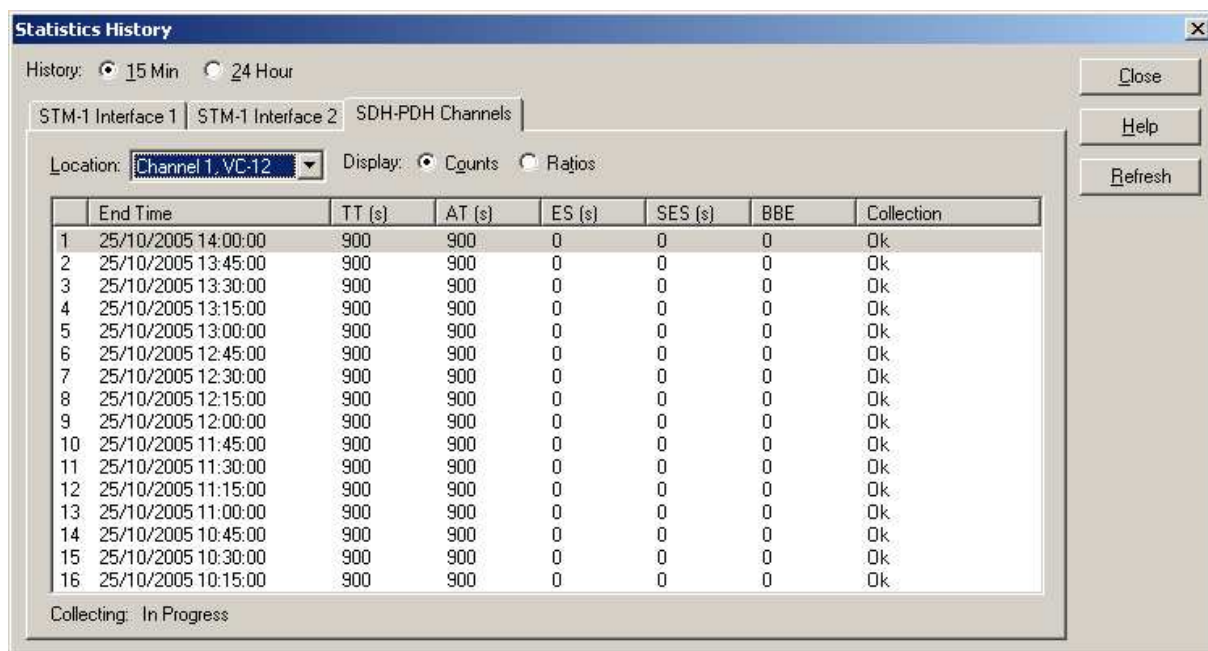 Statistics History
History: 15 Min 24 Hour
Close
STM-1 Interface 1 STM-1 Interface 2 SDH-PDH Channels
Help
Location: Channel 1, VC-12 Display: Counts Ratios
Refresh
End Time TT (s) AT (s) ES (s) SES (s) BBE Collection
1 25/10/2005 14:00:00 900 900 0 0 0 Ok
2 25/10/2005 13:45:00 900 900 0 0 0 Ok
3 25/10/2005 13:30:00 900 900 0 0 0 Ok
4 25/10/2005 13:15:00 900 900 0 0 0 Ok
5 25/10/2005 13:00:00 900 900 0 0 0 Ok
6 25/10/2005 12:45:00 900 900 0 0 0 Ok
7 25/10/2005 12:30:00 900 900 0 0 0 Ok
8 25/10/2005 12:15:00 900 900 0 0 0 Ok
9 25/10/2005 12:00:00 900 900 0 0 0 Ok
10 25/10/2005 11:45:00 900 900 0 0 0 Ok
11 25/10/2005 11:30:00 900 900 0 0 0 Ok
12 25/10/2005 11:15:00 900 900 0 0 0 Ok
13 25/10/2005 11:00:00 900 900 0 0 0 Ok
14 25/10/2005 10:45:00 900 900 0 0 0 Ok
15 25/10/2005 10:30:00 900 900 0 0 0 Ok
16 25/10/2005 10:15:00 900 900 0 0 0 Ok
Collecting: In Progress